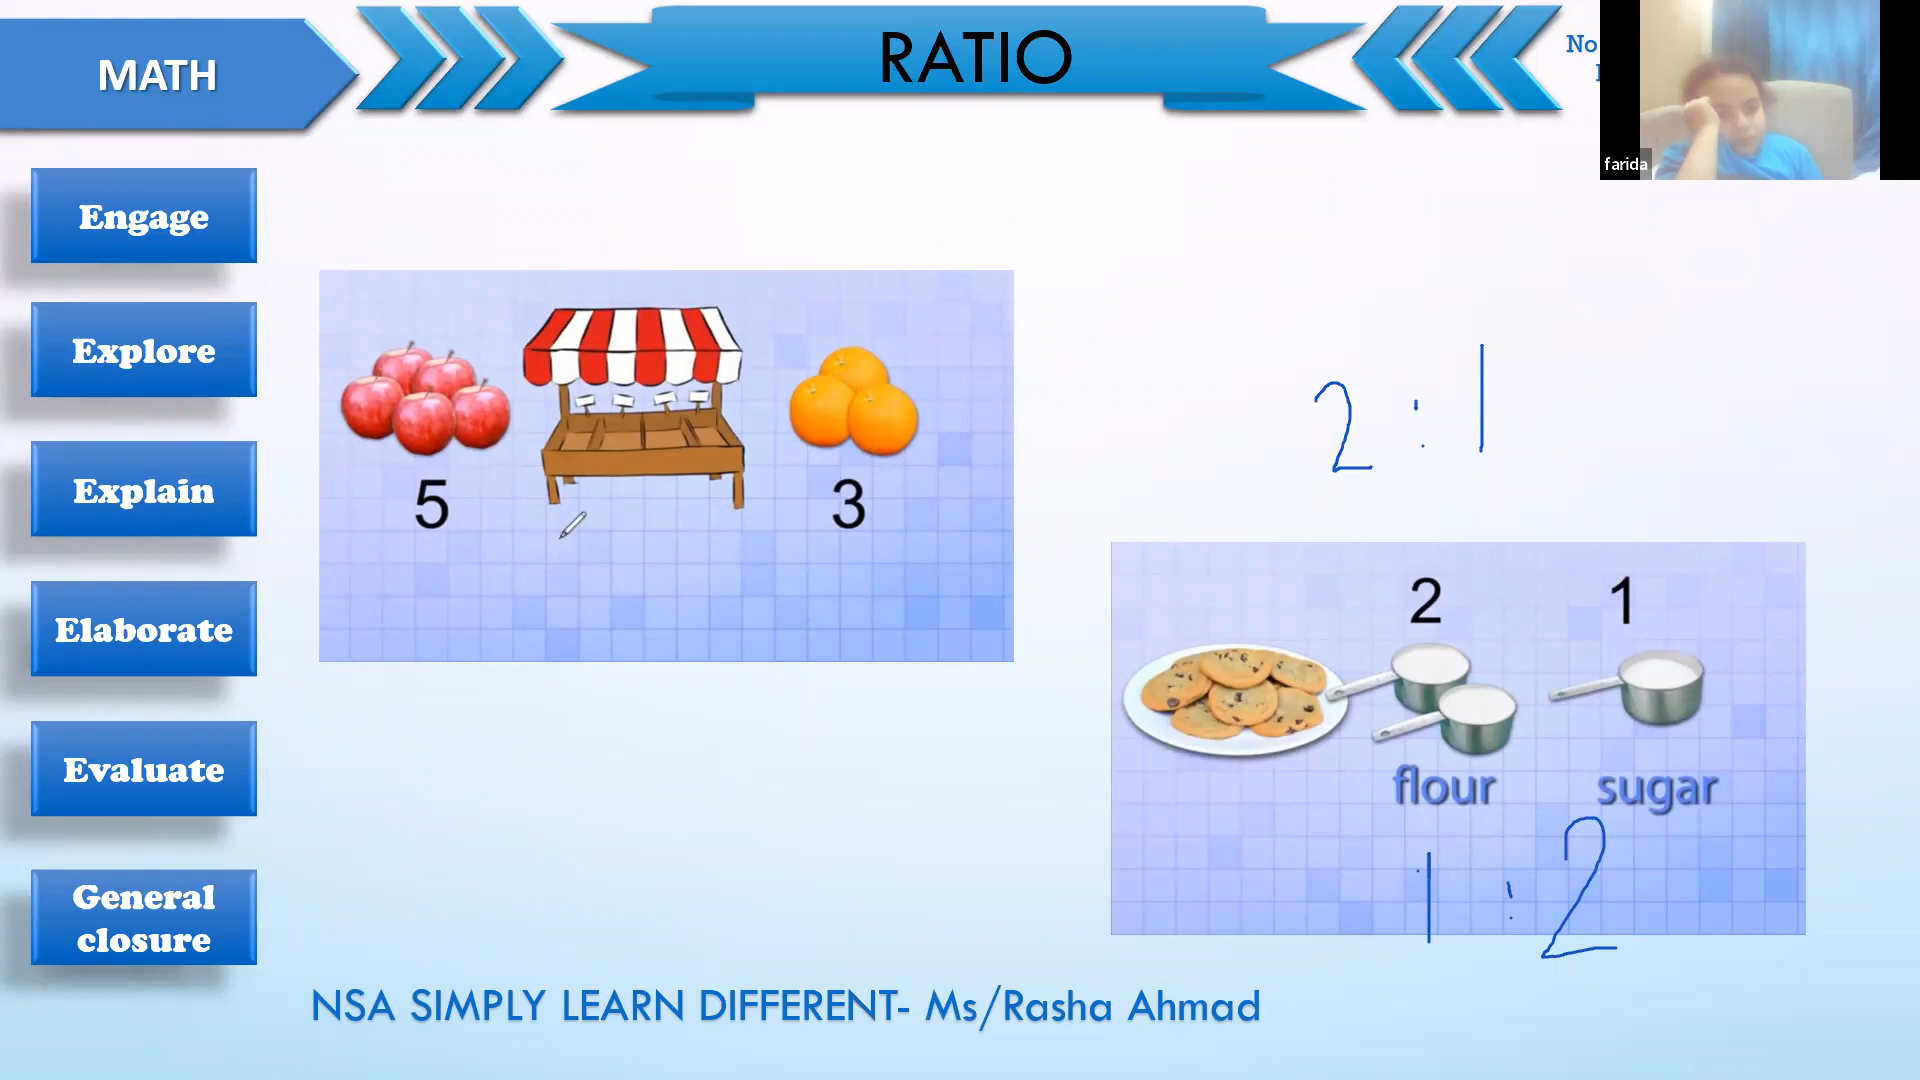 MATH
RATIO
No
farida
Engage
Explore
Explain
Elaborate
Evaluate
General
closure
5
3
2 : 1
2 1
flour sugar
1 : 2
NSA SIMPLY LEARN DIFFERENT- Ms/Rasha Ahmad